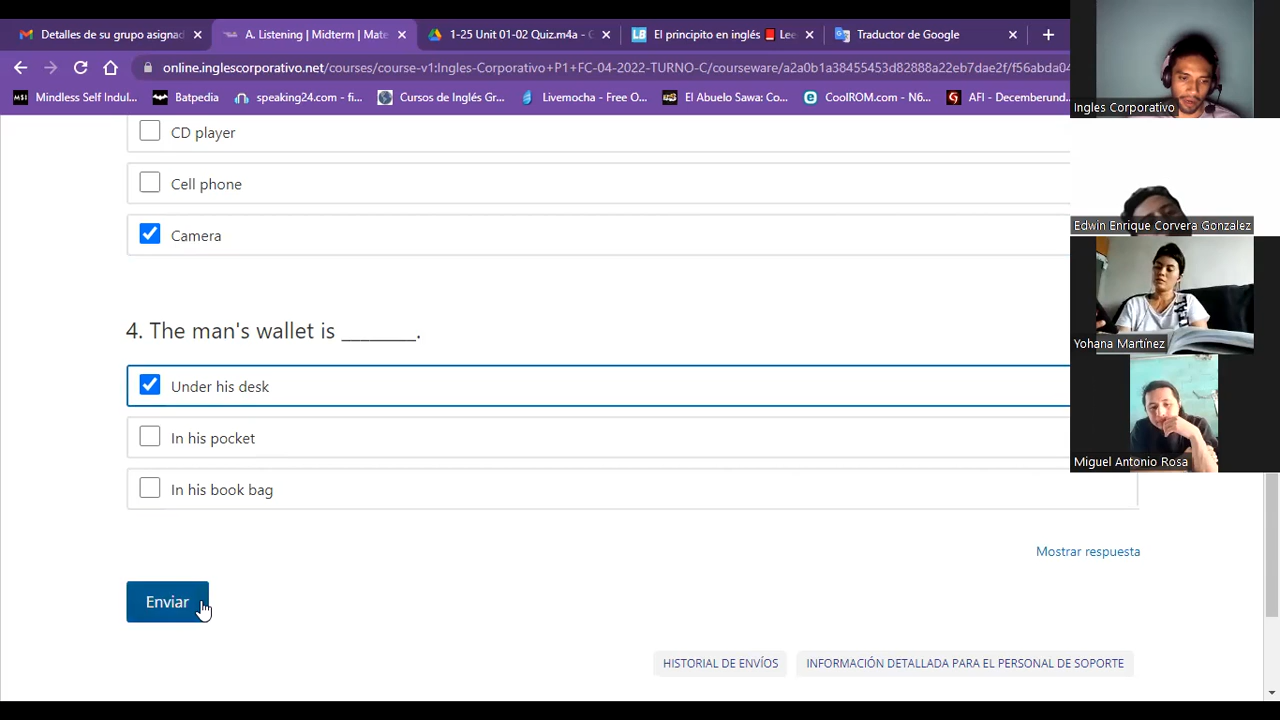 Detalles de su grupo asignad
A. Listening | Midterm | Mate
1-25 Unit 01-02 Quiz.m4a - G
El principito en inglés 📕 Lee
Traductor de Google
online.inglescorporativo.net/courses/course-v1:Ingles-Corporativo+P1+FC-04-2022-TURNO-C/courseware/a2a0b1a38455453d82888a22eb7dae2f/f56abda04
Mindless Self Indul...
Batpedia
speaking24.com - fi...
Cursos de Inglés Gr...
Livemocha - Free O...
El Abuelo Sawa: Co...
CoolROM.com - N6...
AFI - Decemberund...
Ingles Corporativo
CD player
Cell phone
Edwin Enrique Corvera Gonzalez
Camera
4. The man's wallet is ________.
Yohana Martínez
Under his desk
In his pocket
Miguel Antonio Rosa
In his book bag
Mostrar respuesta
Enviar
HISTORIAL DE ENVÍOS
INFORMACIÓN DETALLADA PARA EL PERSONAL DE SOPORTE